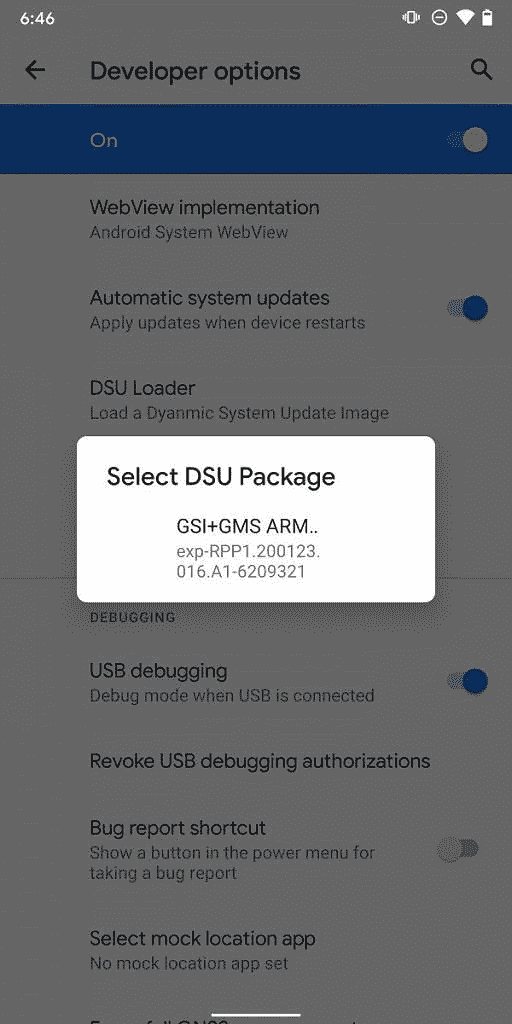 6:46
Developer options
On
WebView implementation
Android System WebView
Automatic system updates
Apply updates when device restarts
DSU Loader
Load a Dyanmic System Update Image
Select DSU Package
GSI+GMS ARM..
exp-RPP1.200123.
016.A1-6209321
DEBUGGING
USB debugging
Debug mode when USB is connected
Revoke USB debugging authorizations
Bug report shortcut
Show a button in the power menu for
taking a bug report
Select mock location app
No mock location app set